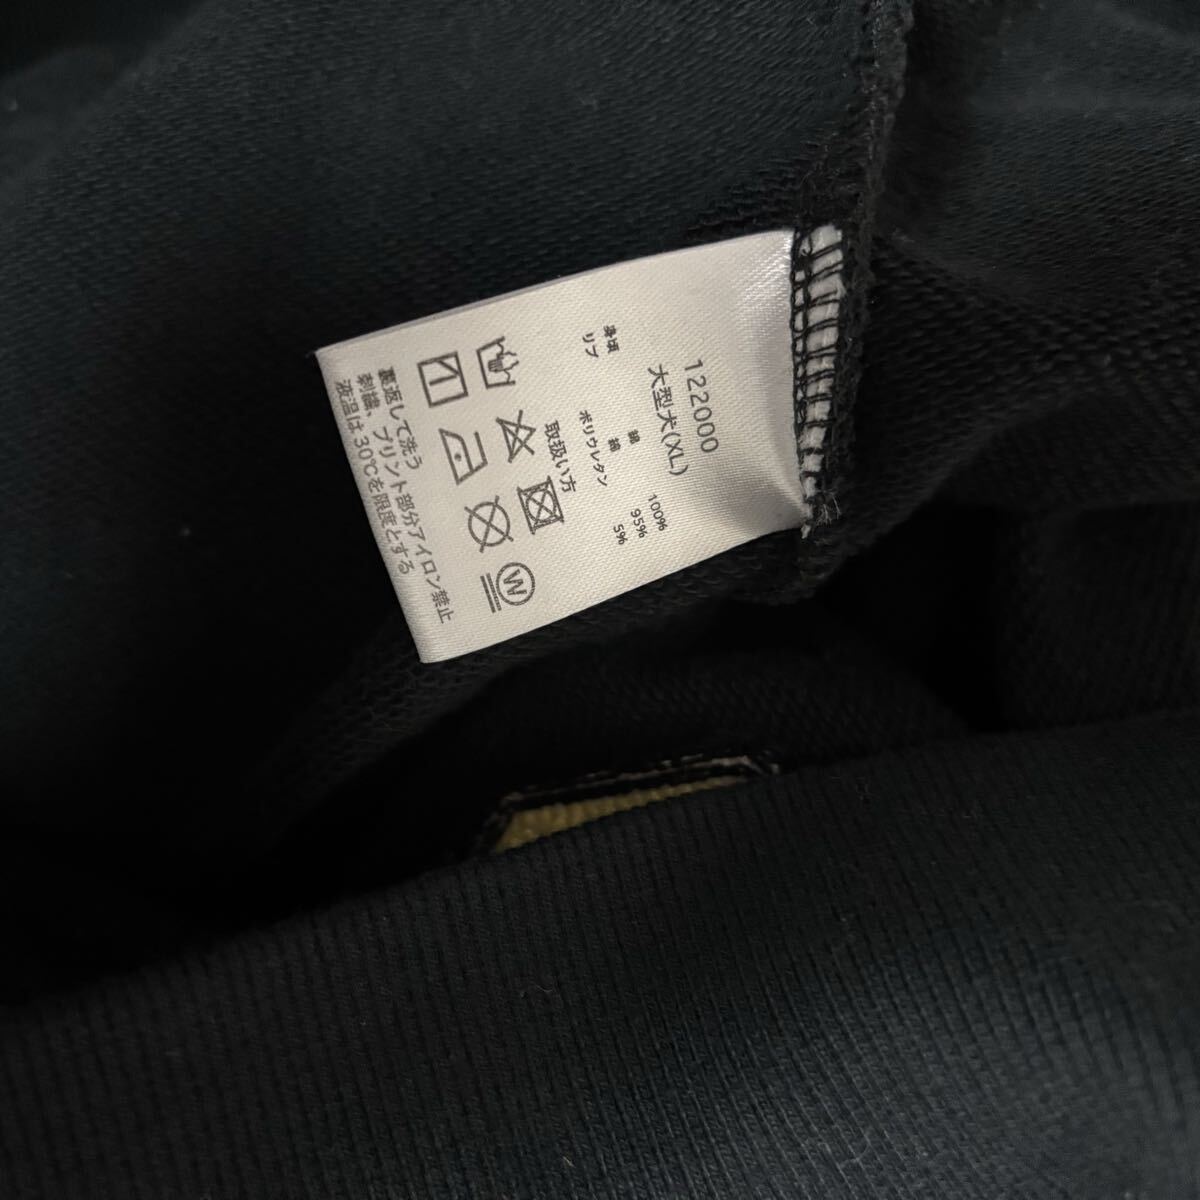 122000
大型犬(XL)
身頃 綿 100%
リブ 綿 95%
ポリウレタン 5%
取扱い方
W
裏返して洗う
刺繍、プリント部分アイロン禁止
液温は30℃を限度とする